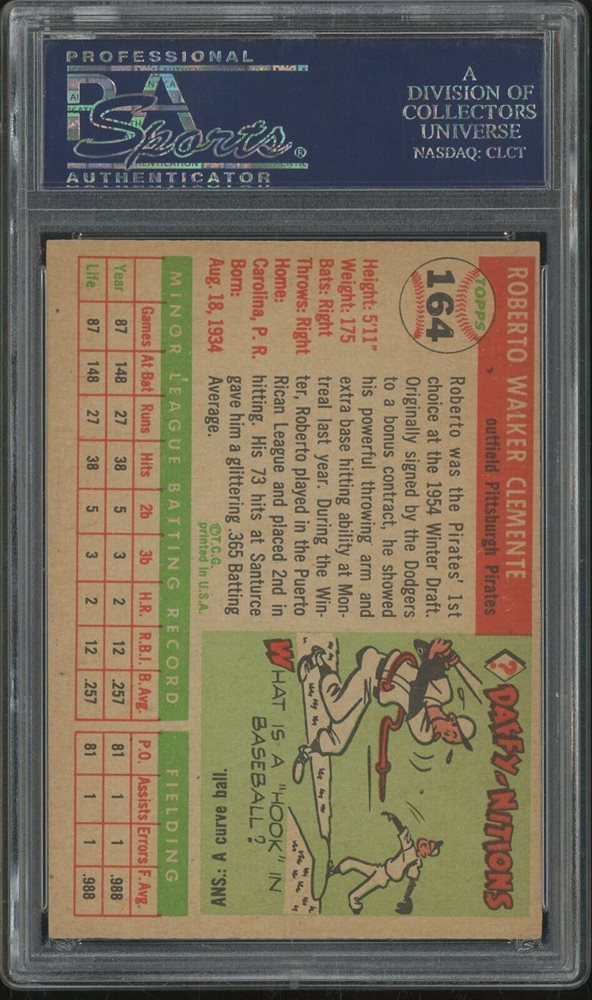 PROFESSIONAL
PSA
Sports®
AUTHENTICATOR
A
DIVISION OF
COLLECTORS
UNIVERSE
NASDAQ: CLCT
TOPPS
164
ROBERTO WALKER CLEMENTE
outfield Pittsburgh Pirates
Height: 5'11"
Weight: 175
Bats: Right
Throws: Right
Home:
Carolina, P. R.
Born:
Aug. 18, 1934
Roberto was the Pirates' 1st
choice at the 1954 Winter Draft.
Originally signed by the Dodgers
to a bonus contract, he showed
his powerful throwing arm and
extra base hitting ability at Mon-
treal last year. During the Win-
ter, Roberto played in the Puerto
Rican League and placed 2nd in
hitting. His 73 hits at Santurce
gave him a glittering .365 Batting
Average.
©T.C.G.
printed in U.S.A.
? DAFFY-NITIONS
WHAT IS A "HOOK" IN
BASEBALL?
ANS.: A curve ball.
MINOR LEAGUE BATTING RECORD FIELDING
Games At Bat Runs Hits 2b 3b H.R. R.B.I. B. Avg. P.O. Assists Errors F. Avg.
Year 87 148 27 38 5 3 2 12 .257 81 1 1 .988
Life 87 148 27 38 5 3 2 12 .257 81 1 1 .988